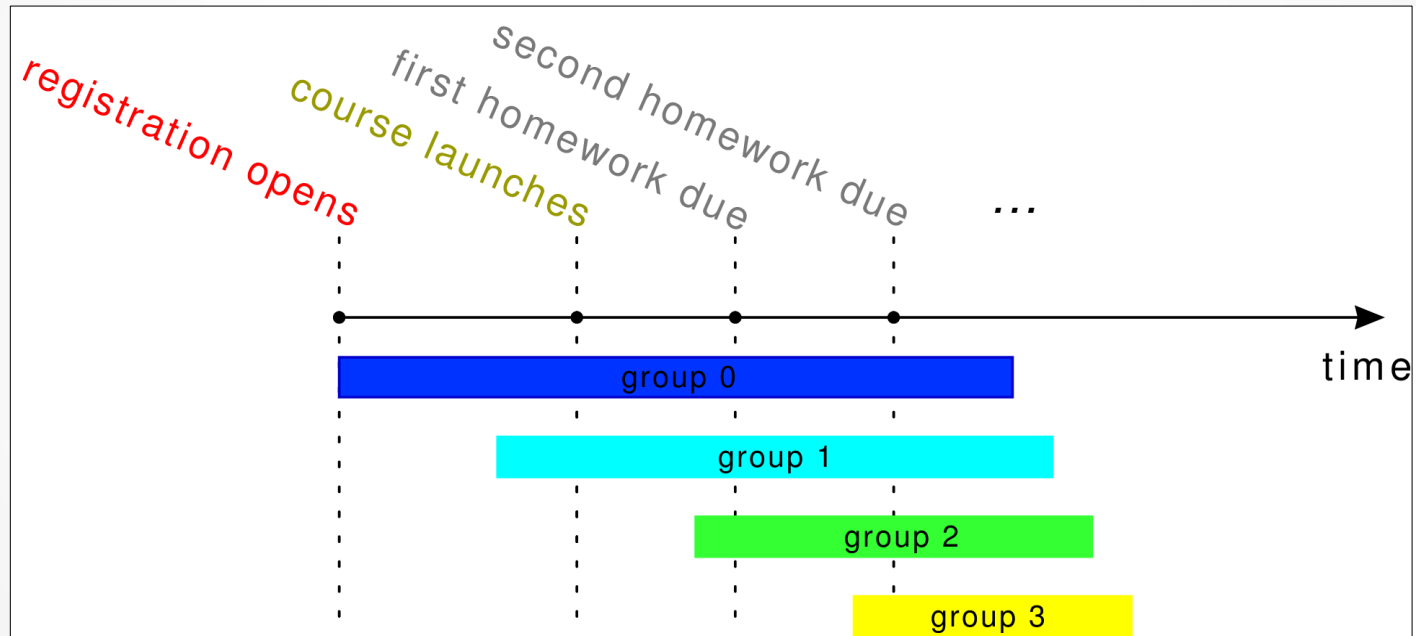 registration opens
course launches
first homework due
second homework due
...
time
group 0
group 1
group 2
group 3